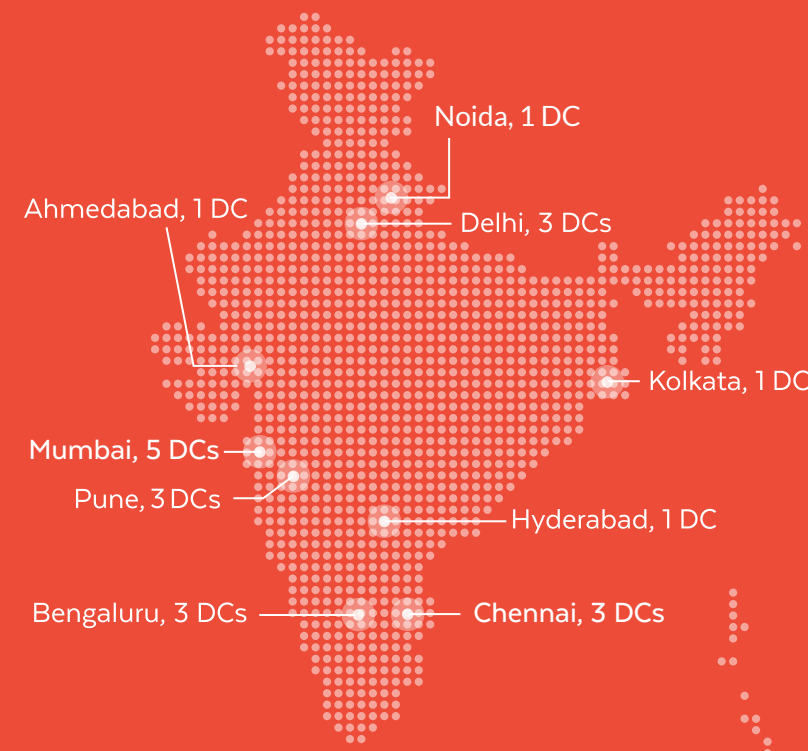 Noida, 1 DC
Ahmedabad, 1 DC
Delhi, 3 DCs
Kolkata, 1 DC
Mumbai, 5 DCs
Pune, 3 DCs
Hyderabad, 1 DC
Bengaluru, 3 DCs
Chennai, 3 DCs